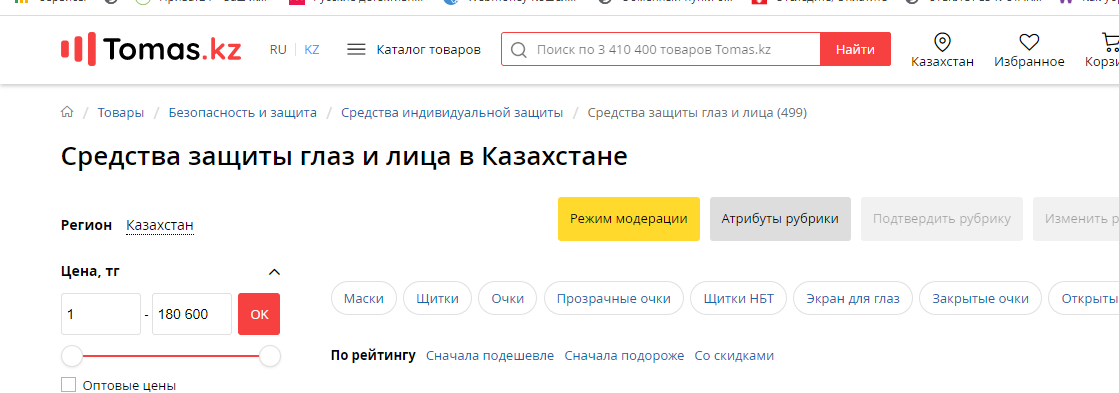 Tomas.kz
RU | KZ
Каталог товаров
Поиск по 3 410 400 товаров Tomas.kz
Найти
Казахстан
Избранное
/ Товары / Безопасность и защита / Средства индивидуальной защиты / Средства защиты глаз и лица (499)
Средства защиты глаз и лица в Казахстане
Регион Казахстан
Режим модерации
Атрибуты рубрики
Подтвердить рубрику
Изменить р
Цена, тг
1 - 180 600 OK
Оптовые цены
Маски
Щитки
Очки
Прозрачные очки
Щитки НБТ
Экран для глаз
Закрытые очки
Открыты
По рейтингу Сначала подешевле Сначала подороже Со скидками